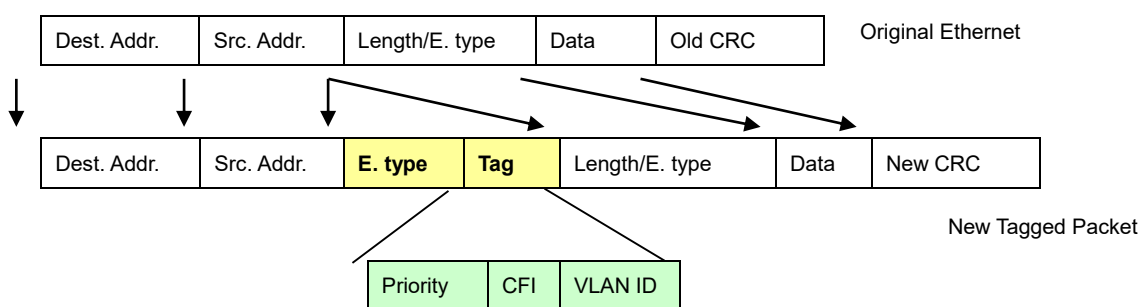 Dest. Addr. Src. Addr. Length/E. type Data Old CRC Original Ethernet
Dest. Addr. Src. Addr. E. type Tag Length/E. type Data New CRC
New Tagged Packet
Priority CFI VLAN ID